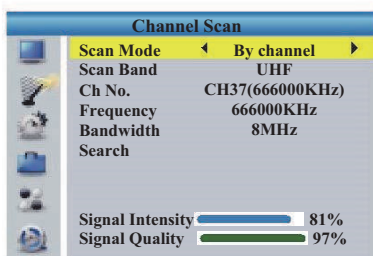 Channel Scan
Scan Mode By channel
Scan Band UHF
Ch No. CH37(666000KHz)
Frequency 666000KHz
Bandwidth 8MHz
Search
Signal Intensity 81%
Signal Quality 97%